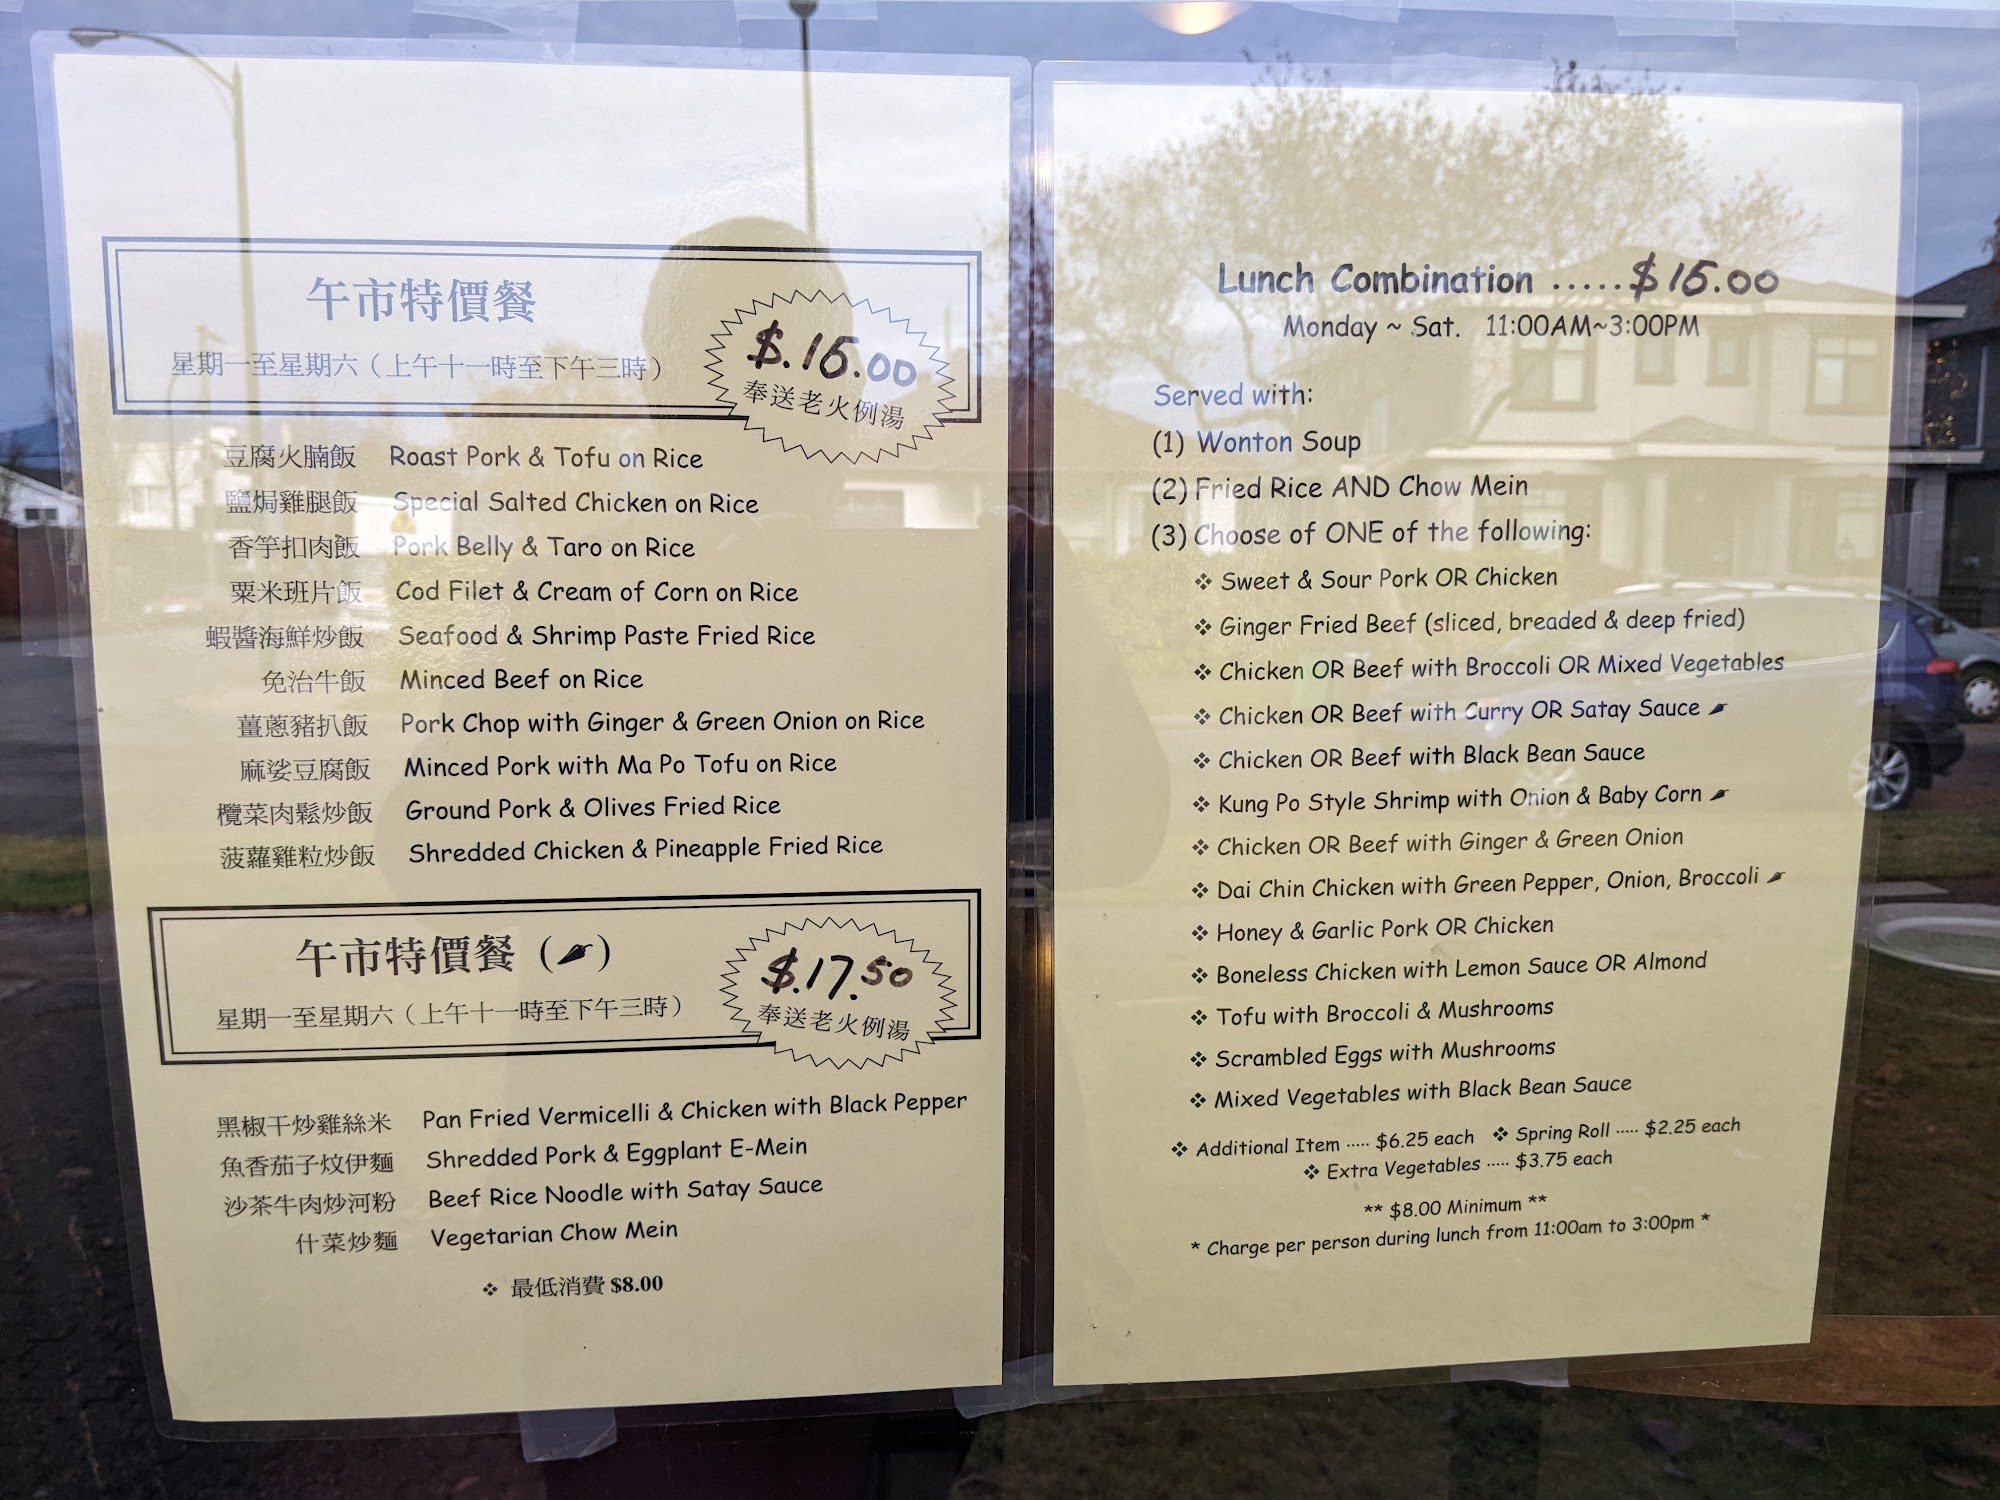 午市特價餐
星期一至星期六（上午十一時至下午三時）
$.15.00
奉送老火例湯
豆腐火腩飯 Roast Pork & Tofu on Rice
鹽焗雞腿飯 Special Salted Chicken on Rice
香芋扣肉飯 Pork Belly & Taro on Rice
粟米班片飯 Cod Filet & Cream of Corn on Rice
蝦醬海鮮炒飯 Seafood & Shrimp Paste Fried Rice
免治牛飯 Minced Beef on Rice
薑蔥豬扒飯 Pork Chop with Ginger & Green Onion on Rice
麻娑豆腐飯 Minced Pork with Ma Po Tofu on Rice
欖菜肉鬆炒飯 Ground Pork & Olives Fried Rice
菠蘿雞粒炒飯 Shredded Chicken & Pineapple Fried Rice
午市特價餐 ( )
星期一至星期六（上午十一時至下午三時）
$.17.50
奉送老火例湯
黑椒干炒雞絲米 Pan Fried Vermicelli & Chicken with Black Pepper
魚香茄子炆伊麵 Shredded Pork & Eggplant E-Mein
沙茶牛肉炒河粉 Beef Rice Noodle with Satay Sauce
什菜炒麵 Vegetarian Chow Mein
❖ 最低消費 $8.00
Lunch Combination .....$15.00
Monday ~ Sat. 11:00AM~3:00PM
Served with:
(1) Wonton Soup
(2) Fried Rice AND Chow Mein
(3) Choose of ONE of the following:
❖ Sweet & Sour Pork OR Chicken
❖ Ginger Fried Beef (sliced, breaded & deep fried)
❖ Chicken OR Beef with Broccoli OR Mixed Vegetables
❖ Chicken OR Beef with Curry OR Satay Sauce
❖ Chicken OR Beef with Black Bean Sauce
❖ Kung Po Style Shrimp with Onion & Baby Corn
❖ Chicken OR Beef with Ginger & Green Onion
❖ Dai Chin Chicken with Green Pepper, Onion, Broccoli
❖ Honey & Garlic Pork OR Chicken
❖ Boneless Chicken with Lemon Sauce OR Almond
❖ Tofu with Broccoli & Mushrooms
❖ Scrambled Eggs with Mushrooms
❖ Mixed Vegetables with Black Bean Sauce
❖ Additional Item ····· $6.25 each ❖ Spring Roll ····· $2.25 each
❖ Extra Vegetables ····· $3.75 each
** $8.00 Minimum **
* Charge per person during lunch from 11:00am to 3:00pm *